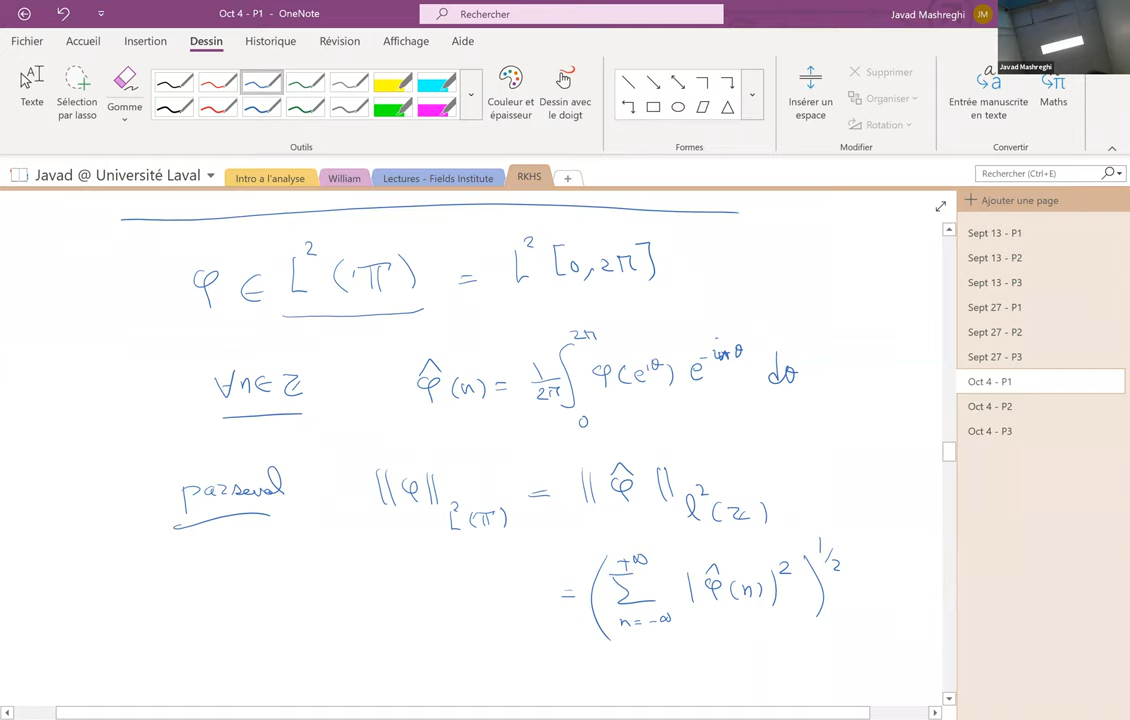 Oct 4 - P1 - OneNote
Rechercher
Javad Mashreghi
JM
Javad Mashreghi
Fichier Accueil Insertion Dessin Historique Révision Affichage Aide
Texte
Sélection par lasso
Gomme
Couleur et épaisseur
Dessin avec le doigt
Insérer un espace
Supprimer
Organiser
Rotation
Entrée manuscrite en texte
Maths
Outils
Formes
Modifier
Convertir
Javad @ Université Laval
Intro a l'analyse
William
Lectures - Fields Institute
RKHS
Rechercher (Ctrl+E)
Ajouter une page
Sept 13 - P1
Sept 13 - P2
Sept 13 - P3
Sept 27 - P1
Sept 27 - P2
Sept 27 - P3
Oct 4 - P1
Oct 4 - P2
Oct 4 - P3
φ ∈ L²(𝕋) = L²[0, 2π]
∀n∈ℤ φ̂(n) = 1/2π ∫₀^2π φ(e^iθ) e^-inθ dθ
parseval ||φ||_L²(𝕋) = ||φ̂||_l²(ℤ)
= (∑_{n=-∞}^{+∞} |φ̂(n)|²)^1/2